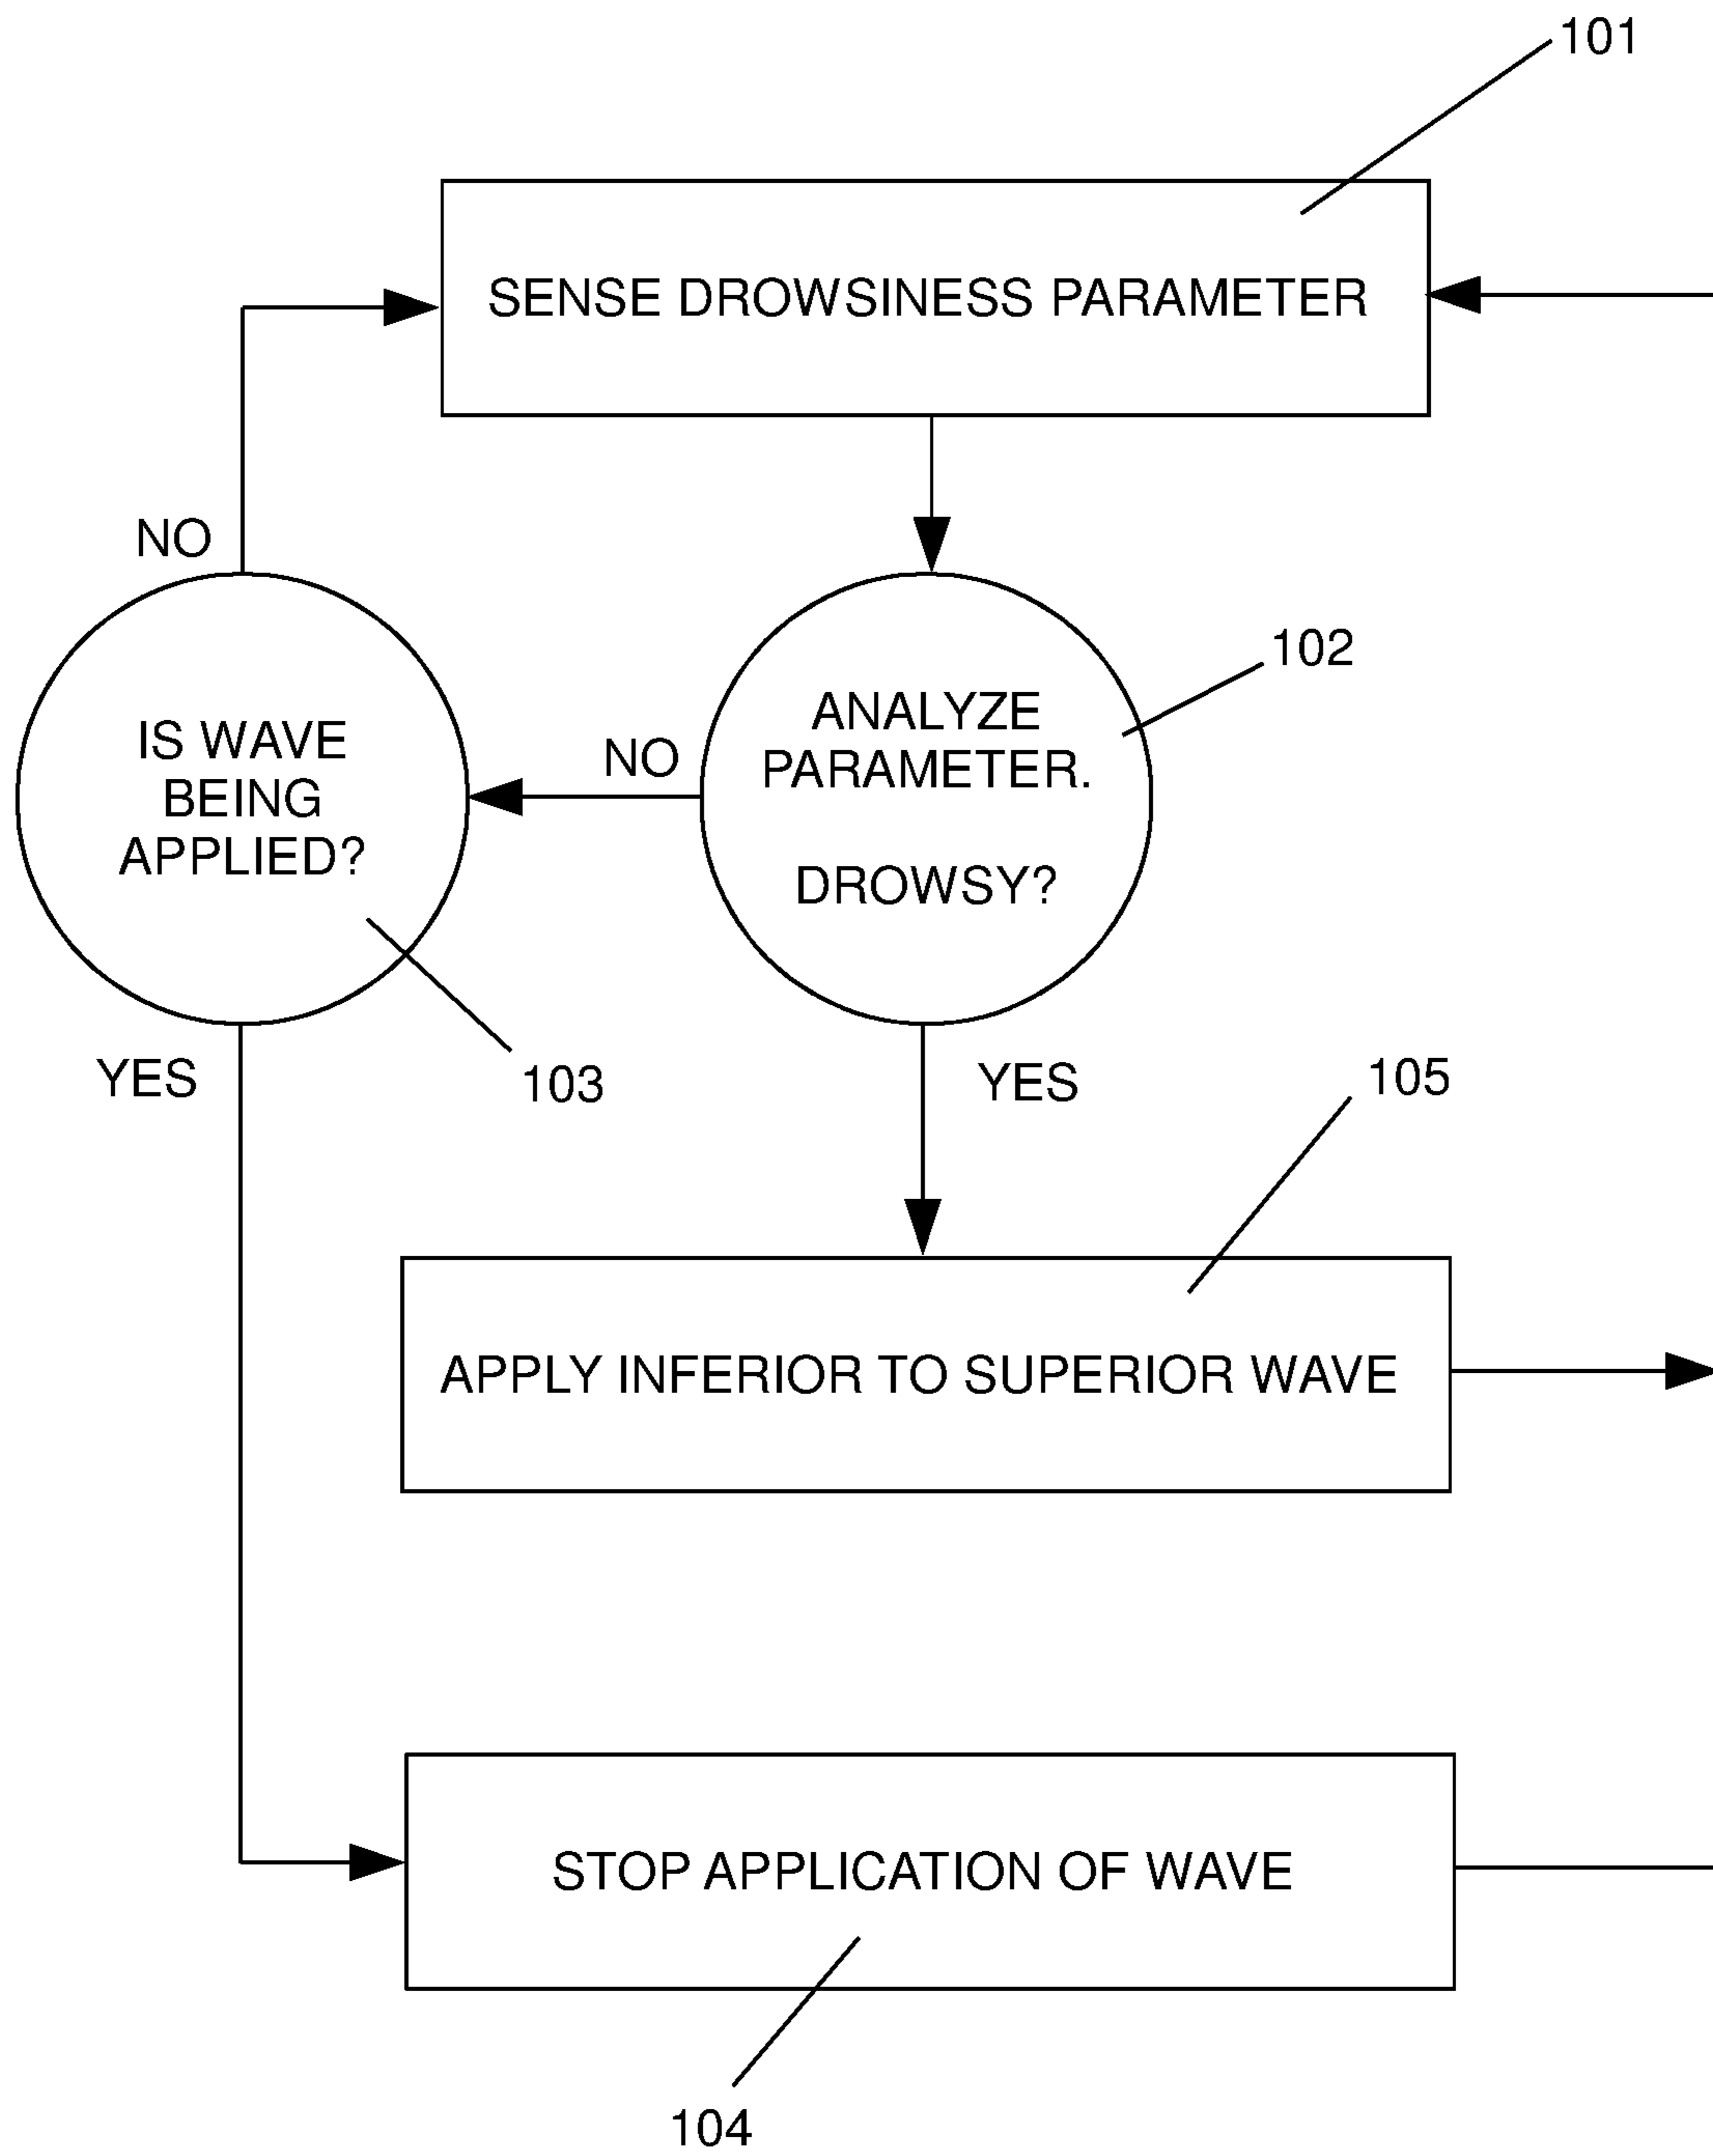 101
SENSE DROWSINESS PARAMETER
NO
102
IS WAVE
BEING
APPLIED?
NO
ANALYZE
PARAMETER.
DROWSY?
YES
103
YES
105
APPLY INFERIOR TO SUPERIOR WAVE
STOP APPLICATION OF WAVE
104